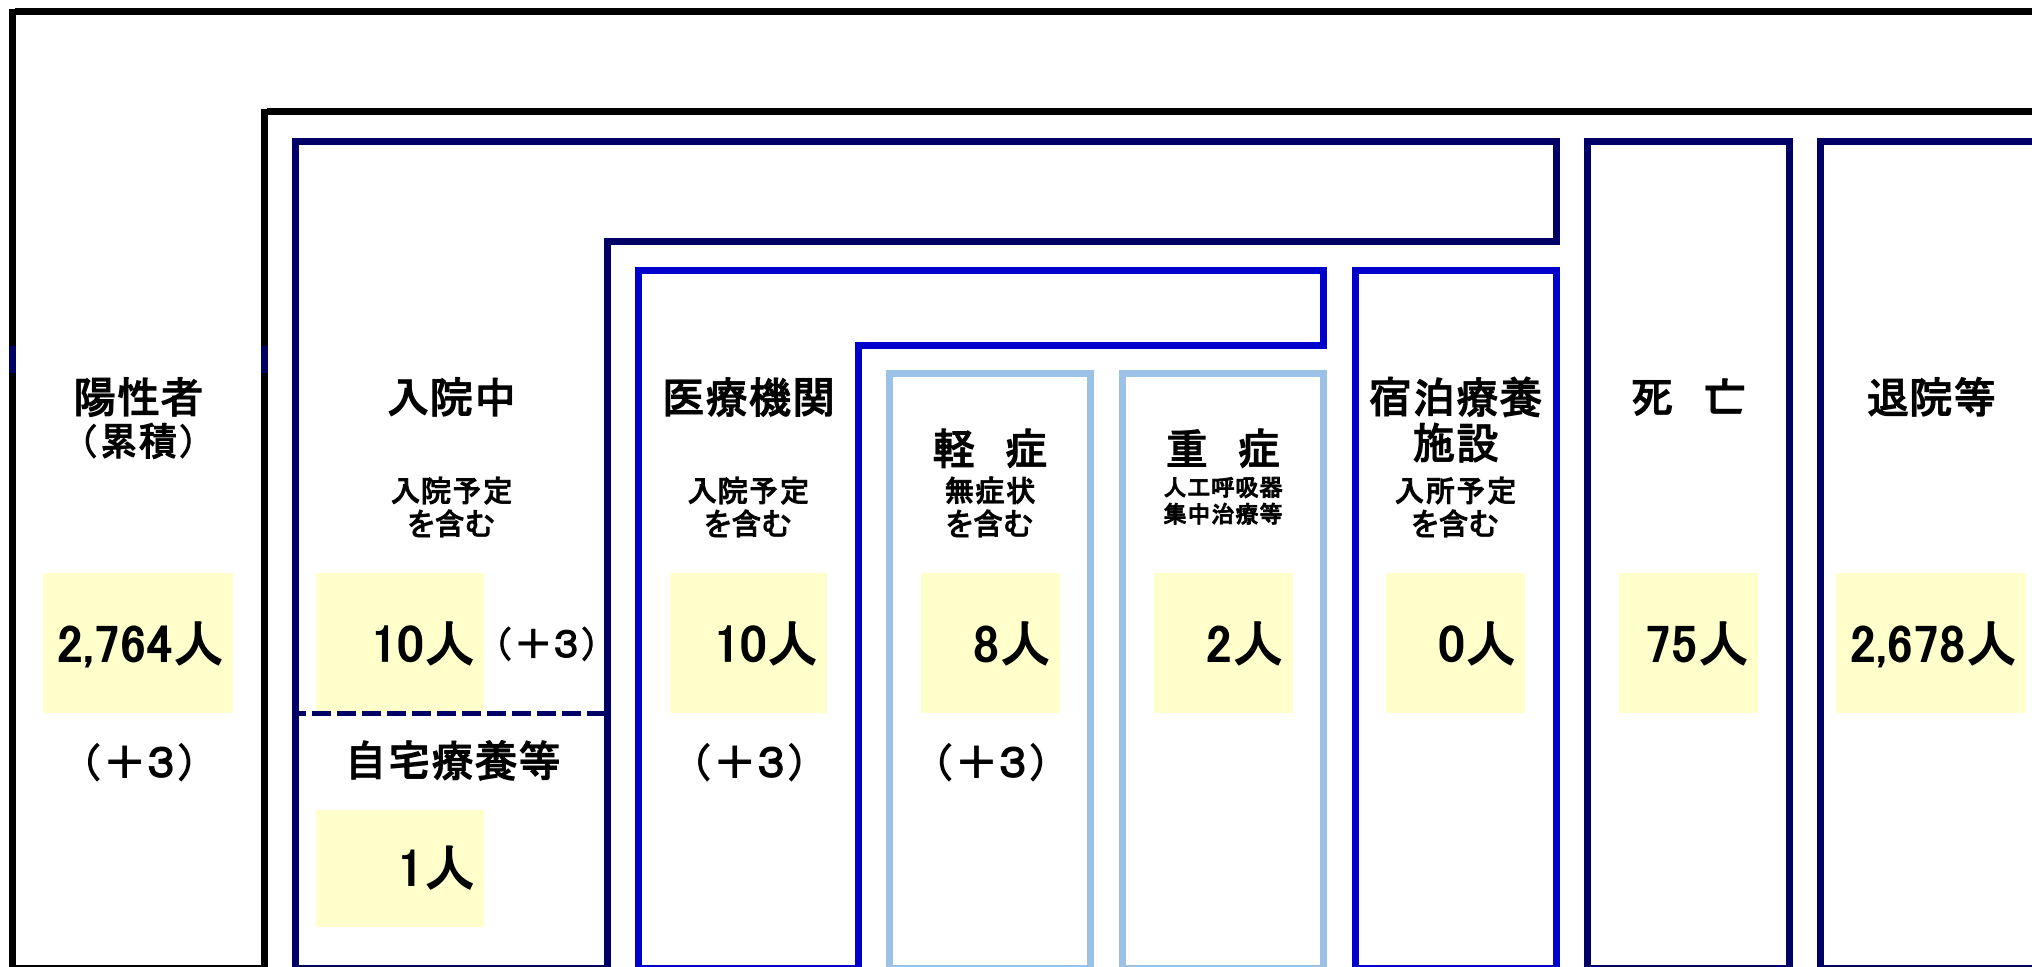 陽性者
（累積）
2,764人
（＋3）
入院中
入院予定
を含む
10人 （＋3）
自宅療養等
1人
医療機関
入院予定
を含む
10人
（＋3）
軽　症
無症状
を含む
8人
（＋3）
重　症
人工呼吸器
集中治療等
2人
宿泊療養
施設
入所予定
を含む
0人
死　亡
75人
退院等
2,678人